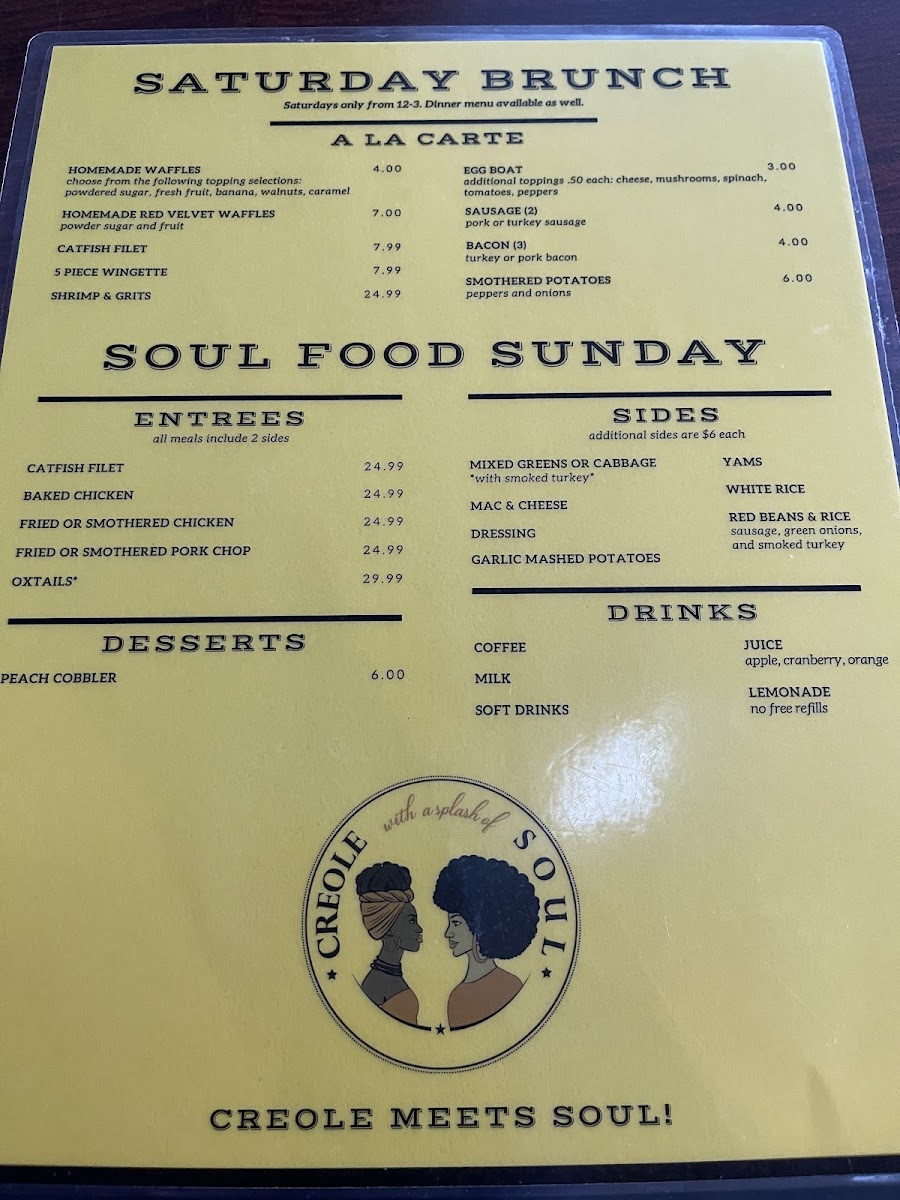 SATURDAY BRUNCH
Saturdays only from 12-3. Dinner menu available as well.
A LA CARTE
HOMEMADE WAFFLES 4.00
choose from the following topping selections:
powdered sugar, fresh fruit, banana, walnuts, caramel
HOMEMADE RED VELVET WAFFLES 7.00
powder sugar and fruit
CATFISH FILET 7.99
5 PIECE WINGETTE 7.99
SHRIMP & GRITS 24.99
EGG BOAT 3.00
additional toppings .50 each: cheese, mushrooms, spinach,
tomatoes, peppers
SAUSAGE (2) 4.00
pork or turkey sausage
BACON (3) 4.00
turkey or pork bacon
SMOTHERED POTATOES 6.00
peppers and onions
SOUL FOOD SUNDAY
ENTREES
all meals include 2 sides
CATFISH FILET 24.99
BAKED CHICKEN 24.99
FRIED OR SMOTHERED CHICKEN 24.99
FRIED OR SMOTHERED PORK CHOP 24.99
OXTAILS* 29.99
DESSERTS
PEACH COBBLER 6.00
SIDES
additional sides are $6 each
MIXED GREENS OR CABBAGE
*with smoked turkey*
MAC & CHEESE
DRESSING
GARLIC MASHED POTATOES
YAMS
WHITE RICE
RED BEANS & RICE
sausage, green onions,
and smoked turkey
DRINKS
COFFEE
MILK
SOFT DRINKS
JUICE
apple, cranberry, orange
LEMONADE
no free refills
CREOLE with a splash of SOUL
CREOLE MEETS SOUL!